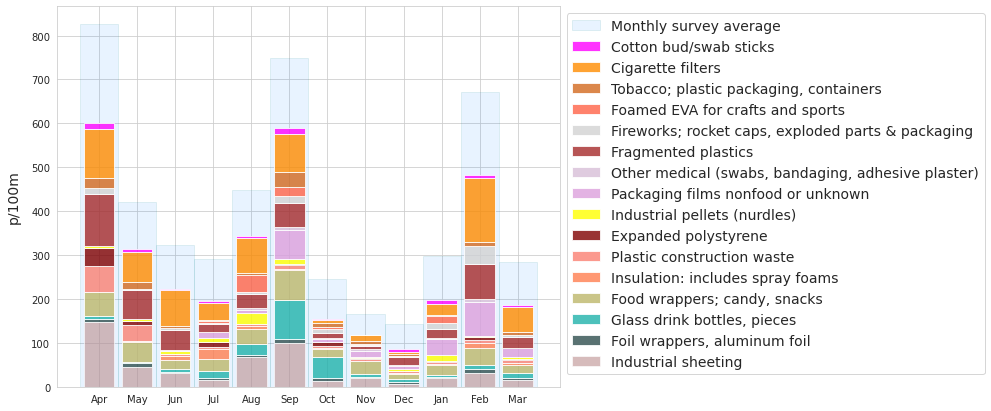 p/100m
800
700
600
500
400
300
200
100
0
Apr May Jun Jul Aug Sep Oct Nov Dec Jan Feb Mar
Monthly survey average
Cotton bud/swab sticks
Cigarette filters
Tobacco; plastic packaging, containers
Foamed EVA for crafts and sports
Fireworks; rocket caps, exploded parts & packaging
Fragmented plastics
Other medical (swabs, bandaging, adhesive plaster)
Packaging films nonfood or unknown
Industrial pellets (nurdles)
Expanded polystyrene
Plastic construction waste
Insulation: includes spray foams
Food wrappers; candy, snacks
Glass drink bottles, pieces
Foil wrappers, aluminum foil
Industrial sheeting